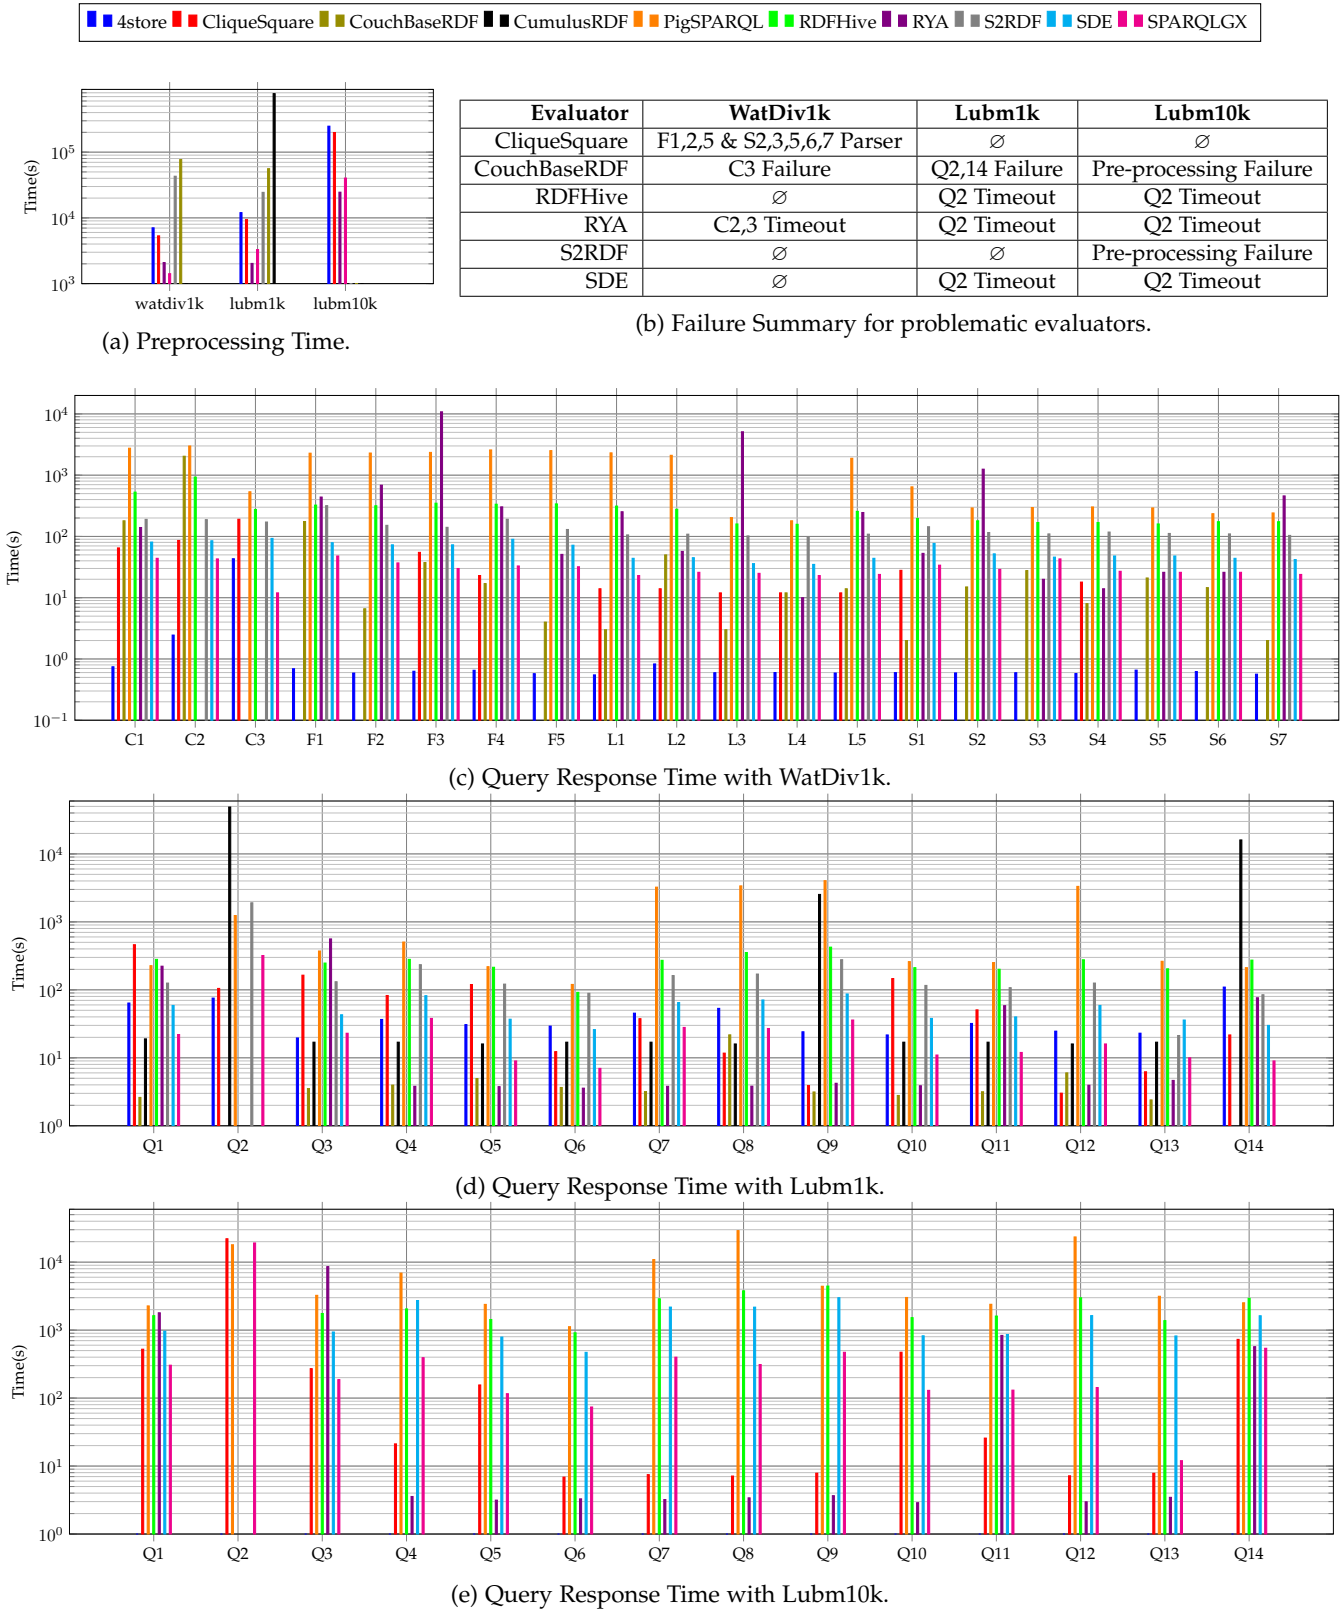 4store CliqueSquare CouchBaseRDF CumulusRDF PigSPARQL RDFHive RYA S2RDF SDE SPARQLGX
Time(s)
10^5
10^4
10^3
watdiv1k lubm1k lubm10k
(a) Preprocessing Time.
Evaluator WatDiv1k Lubm1k Lubm10k
CliqueSquare F1,2,5 & S2,3,5,6,7 Parser ∅ ∅
CouchBaseRDF C3 Failure Q2,14 Failure Pre-processing Failure
RDFHive ∅ Q2 Timeout Q2 Timeout
RYA C2,3 Timeout Q2 Timeout Q2 Timeout
S2RDF ∅ ∅ Pre-processing Failure
SDE ∅ Q2 Timeout Q2 Timeout
(b) Failure Summary for problematic evaluators.
Time(s)
10^4
10^3
10^2
10^1
10^0
10^−1
C1 C2 C3 F1 F2 F3 F4 F5 L1 L2 L3 L4 L5 S1 S2 S3 S4 S5 S6 S7
(c) Query Response Time with WatDiv1k.
Time(s)
10^4
10^3
10^2
10^1
10^0
Q1 Q2 Q3 Q4 Q5 Q6 Q7 Q8 Q9 Q10 Q11 Q12 Q13 Q14
(d) Query Response Time with Lubm1k.
Time(s)
10^4
10^3
10^2
10^1
10^0
Q1 Q2 Q3 Q4 Q5 Q6 Q7 Q8 Q9 Q10 Q11 Q12 Q13 Q14
(e) Query Response Time with Lubm10k.